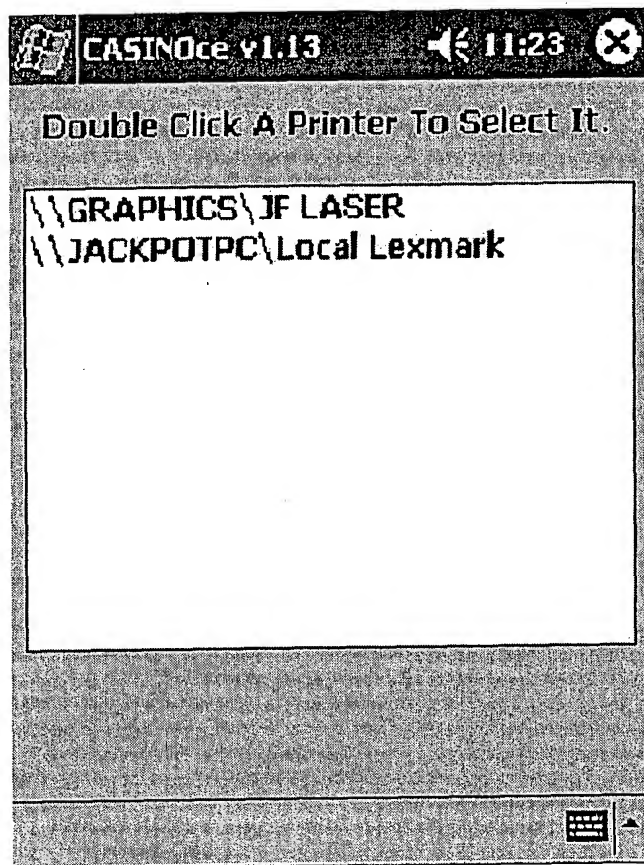 CASINOce v1.13 11:23
Double Click A Printer To Select It.
\\GRAPHICS\JF LASER
\\JACKPOTPC\Local Lexmark